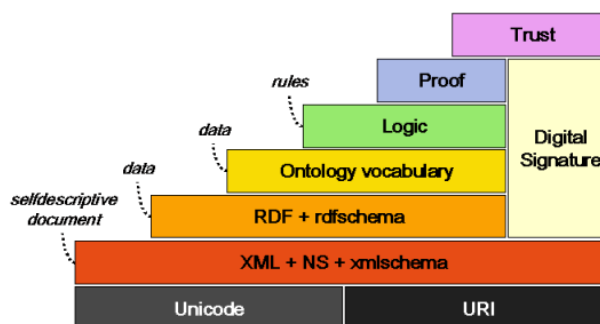 Trust
Proof
rules
Logic
Digital
Signature
data
Ontology vocabulary
data
RDF + rdfschema
selfdescriptive
document
XML + NS + xmlschema
Unicode
URI